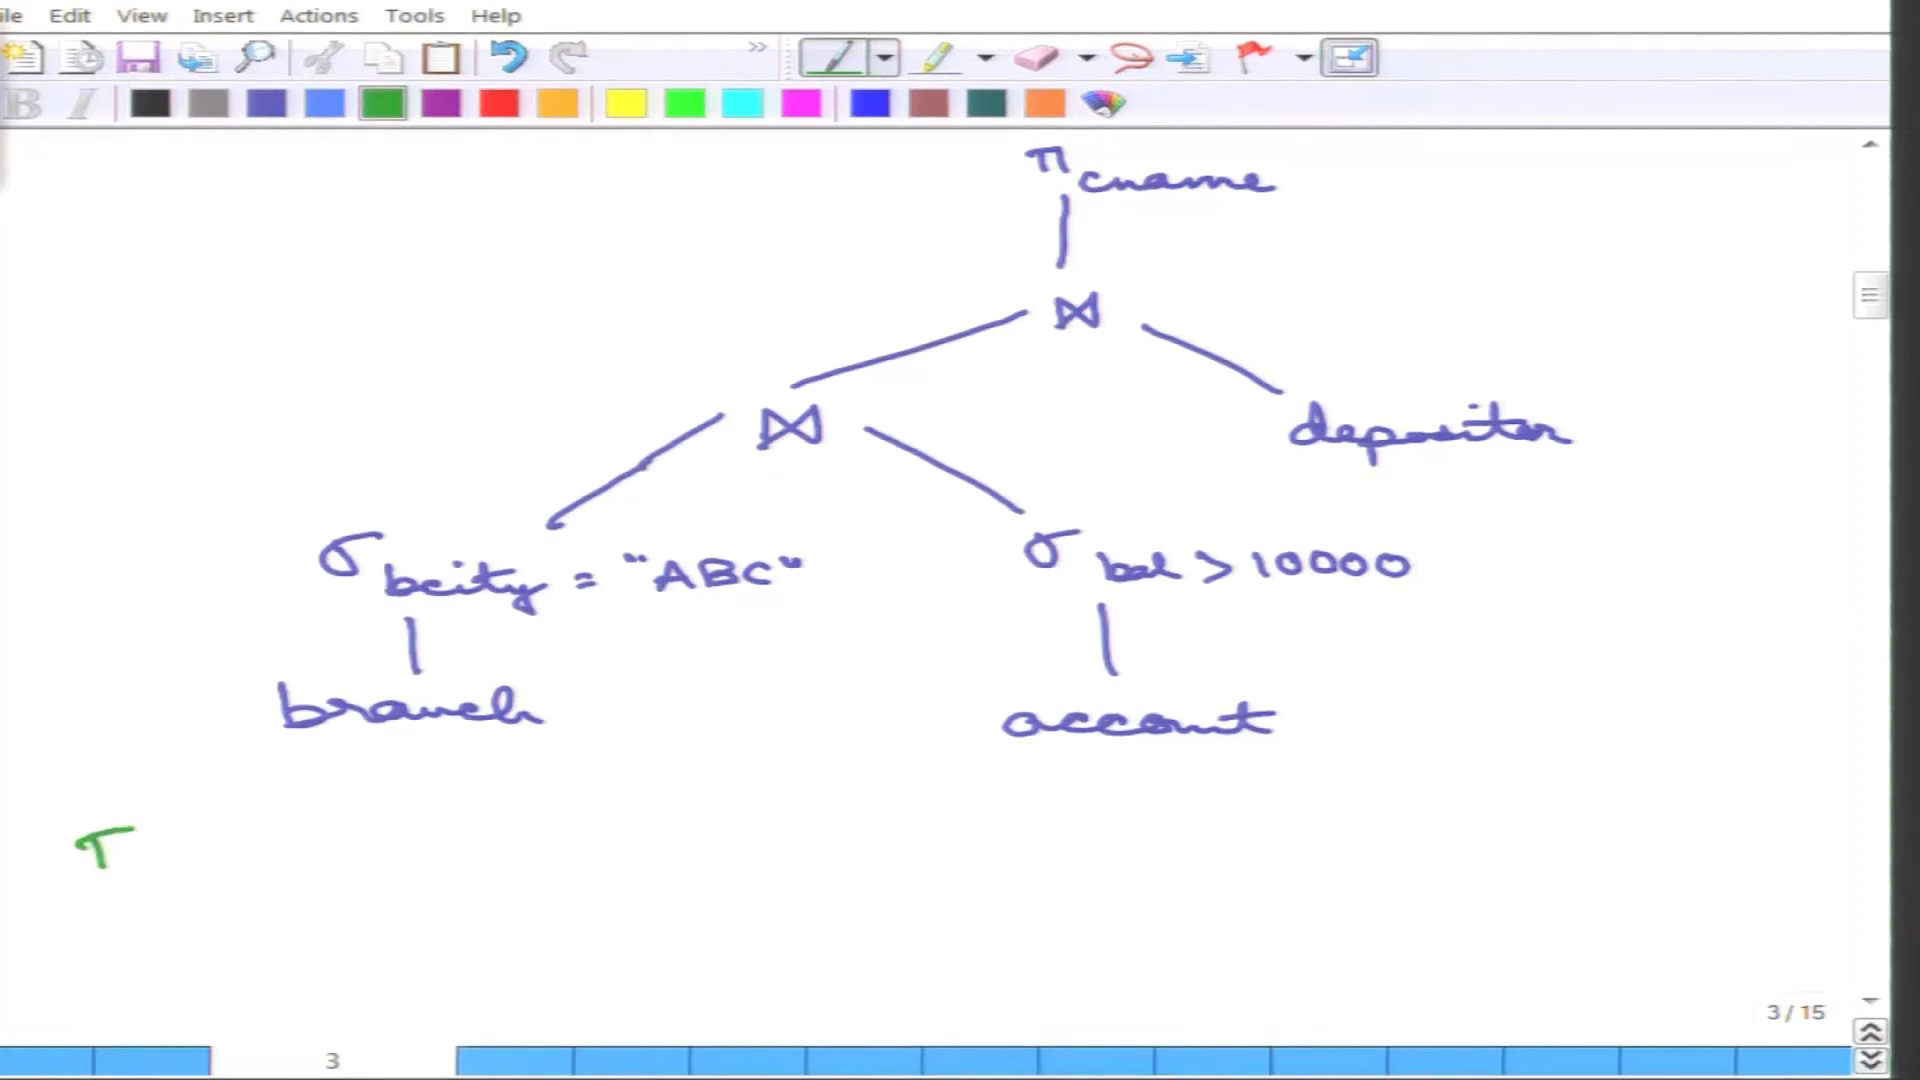 ile Edit View Insert Actions Tools Help
B I
π cname
⋈
⋈ depositor
σ bcity = "ABC" σ bal > 10000
branch account
3 / 15
3